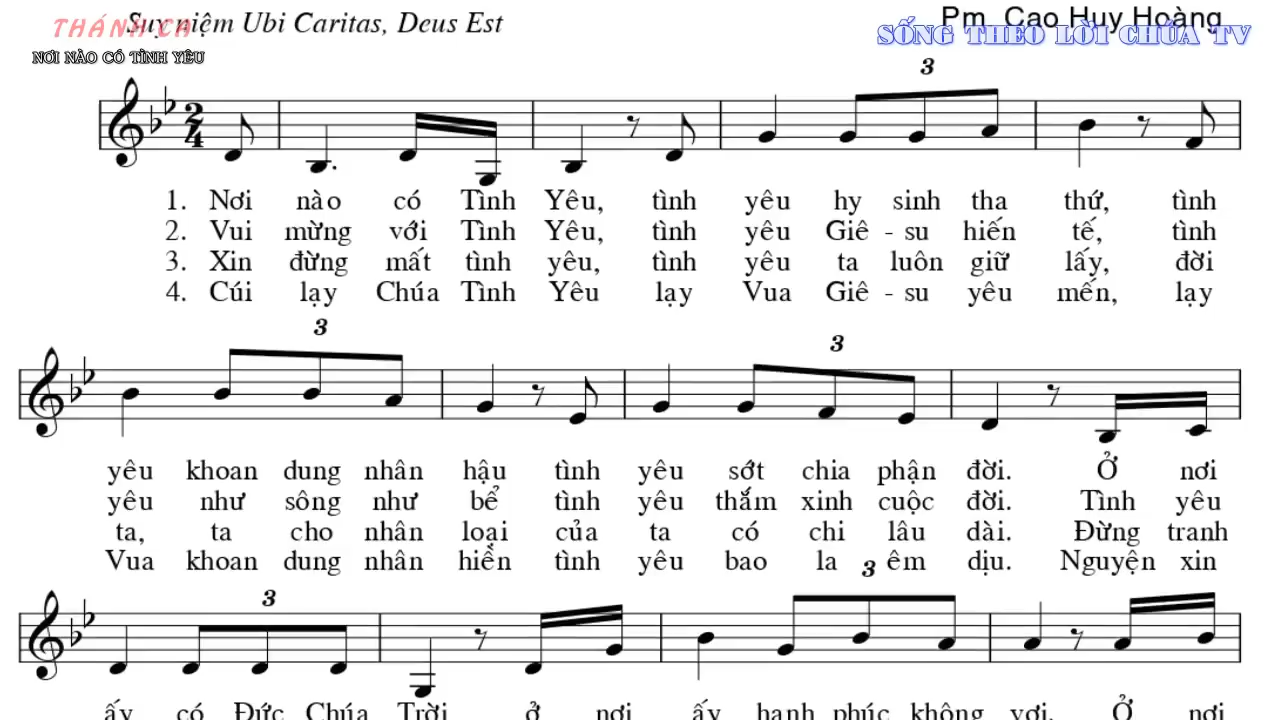 Suy niệm Ubi Caritas, Deus Est
Pm. Cao Huy Hoàng
THÁNH CA
SỐNG THEO LỜI CHÚA TV
NƠI NÀO CÓ TÌNH YÊU
3
2
4
1. Nơi nào có Tình Yêu, tình yêu hy sinh tha thứ, tình
2. Vui mừng với Tình Yêu, tình yêu Giê - su hiến tế, tình
3. Xin đừng mất tình yêu, tình yêu ta luôn giữ lấy, đời
4. Cúi lạy Chúa Tình Yêu lạy Vua Giê - su yêu mến, lạy
3 3
yêu khoan dung nhân hậu tình yêu sớt chia phận đời. Ở nơi
yêu như sông như bể tình yêu thắm xinh cuộc đời. Tình yêu
ta, ta cho nhân loại của ta có chi lâu dài. Đừng tranh
Vua khoan dung nhân hiền tình yêu bao la êm dịu. Nguyện xin
3 3
ấy có Đức Chúa Trời ở nơi ấy hạnh phúc không vơi. Ở nơi